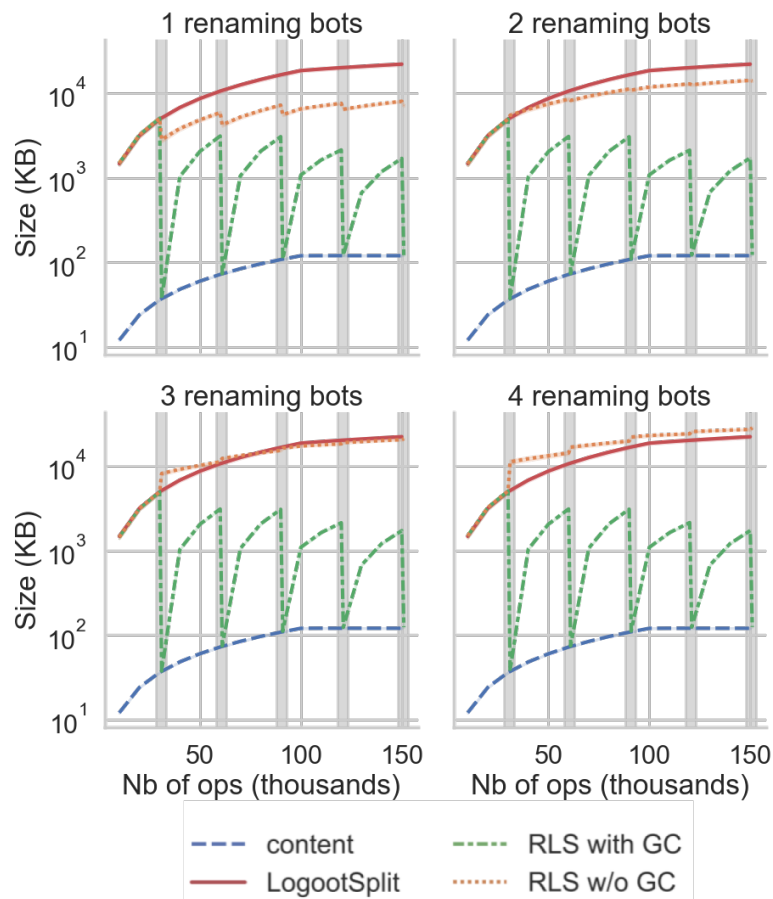 1 renaming bots
2 renaming bots
Size (KB)
10^4
10^3
10^2
10^1
3 renaming bots
4 renaming bots
Size (KB)
10^4
10^3
10^2
10^1
50
100
150
50
100
150
Nb of ops (thousands)
Nb of ops (thousands)
content
LogootSplit
RLS with GC
RLS w/o GC